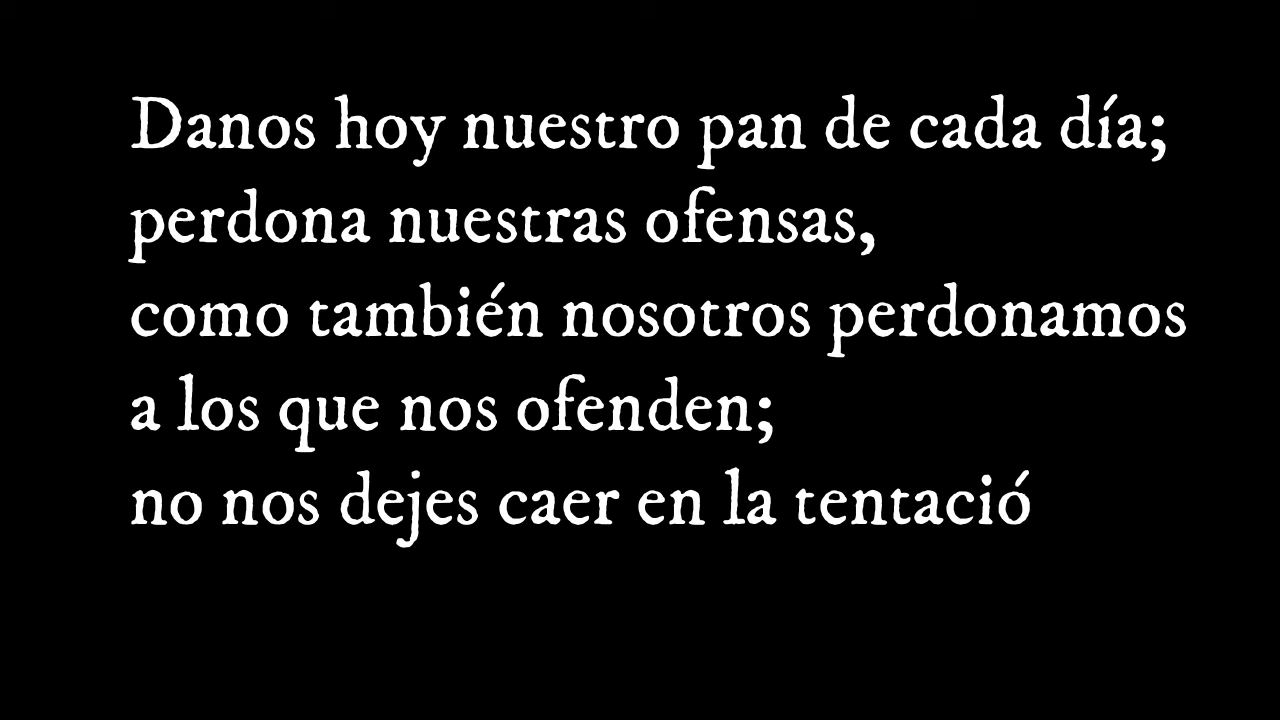 Danos hoy nuestro pan de cada día;
perdona nuestras ofensas,
como también nosotros perdonamos
a los que nos ofenden;
no nos dejes caer en la tentació